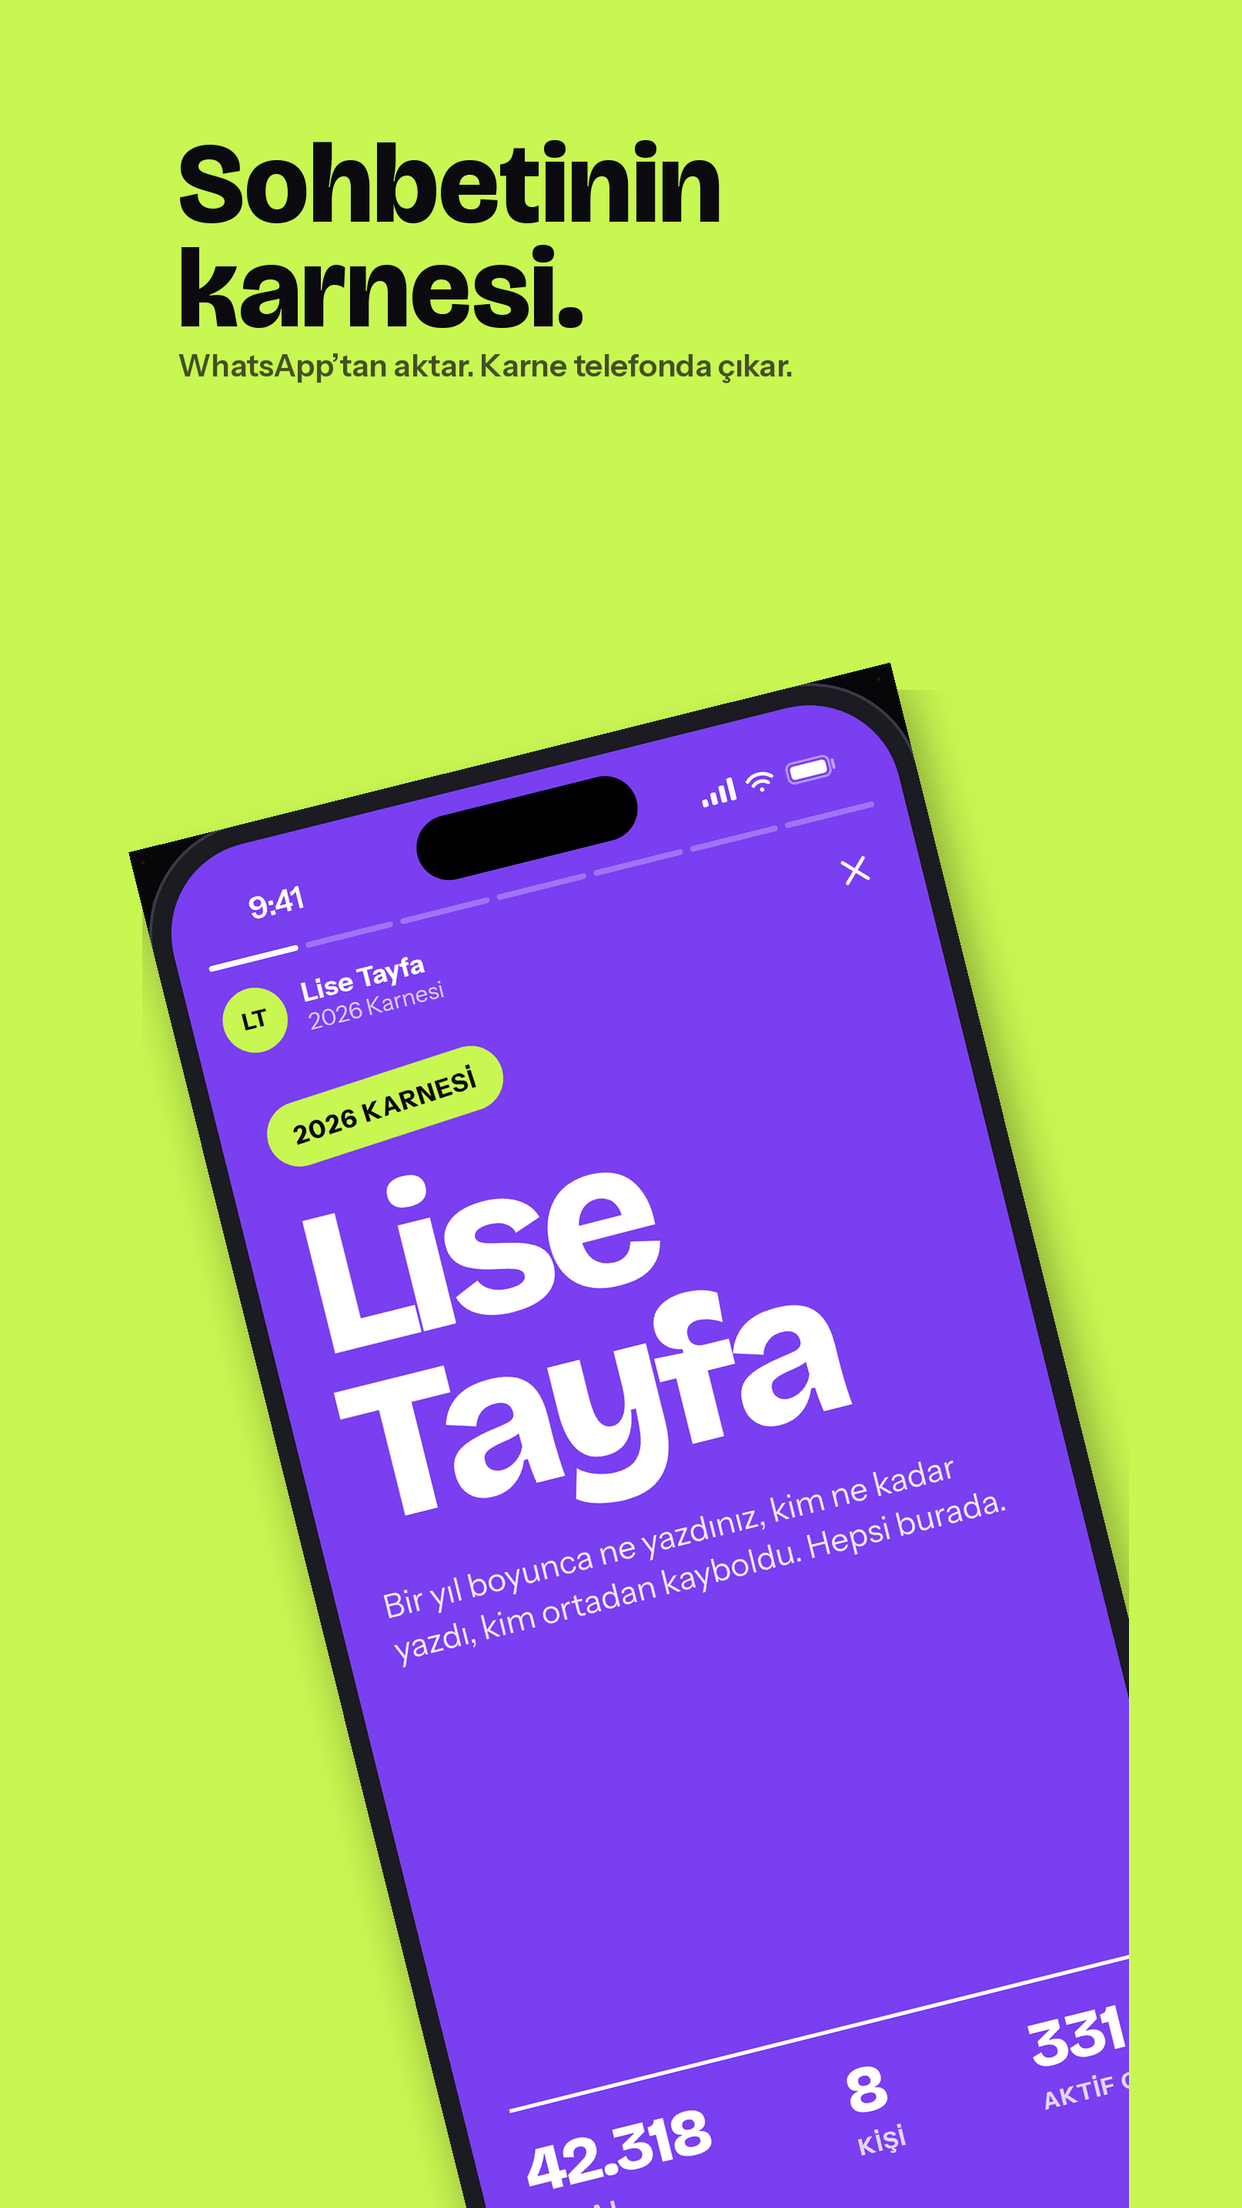 Sohbetinin
karnesi.
WhatsApp’tan aktar. Karne telefonda çıkar.
9:41
LT
Lise Tayfa
2026 Karnesi
2026 KARNESİ
Lise
Tayfa
Bir yıl boyunca ne yazdınız, kim ne kadar
yazdı, kim ortadan kayboldu. Hepsi burada.
42.318
8
KİŞİ
331
AKTİF